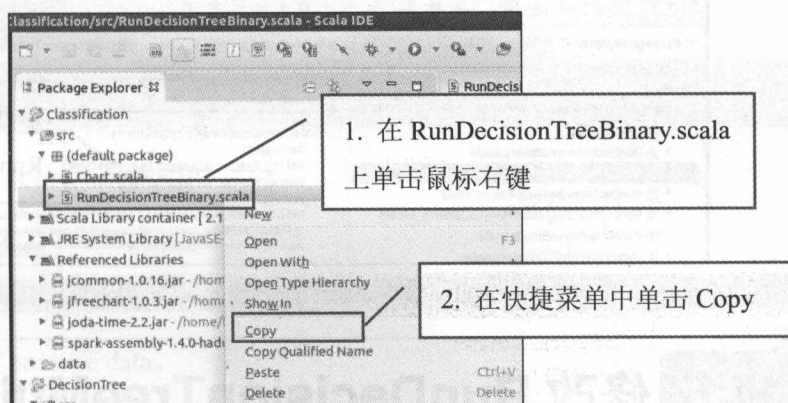 lassification/src/RunDecisionTreeBinary.scala - Scala IDE
Package Explorer
RunDecis
Classification
src
(default package)
Chart.scala
RunDecisionTreeBinary.scala
Scala Library container [ 2.1
JRE System Library [JavaSE-
Referenced Libraries
jcommon-1.0.16.jar - /hom
jfreechart-1.0.3.jar - /hom
joda-time-2.2.jar - /home/
spark-assembly-1.4.0-had
data
DecisionTree
New
Open F3
Open With
Open Type Hierarchy
Show In
Copy
Copy Qualified Name
Paste Ctrl+V
Delete Delete
1. 在 RunDecisionTreeBinary.scala
上单击鼠标右键
2. 在快捷菜单中单击 Copy